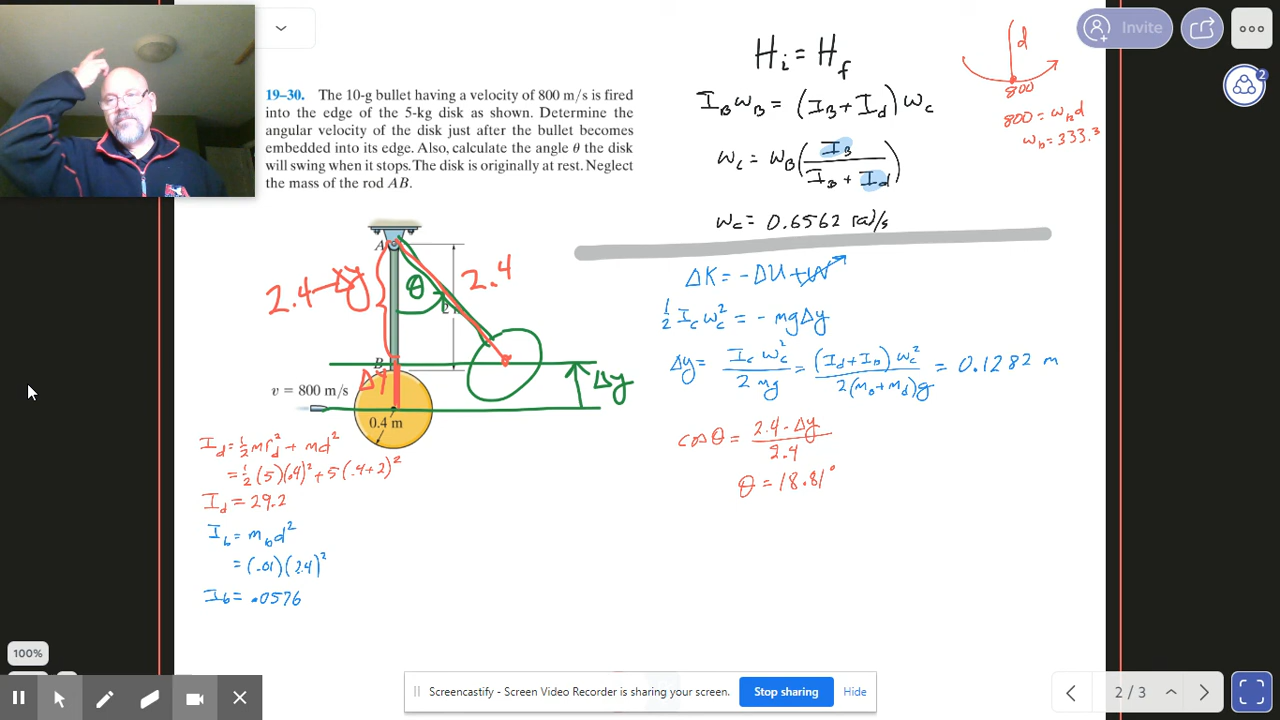 19–30. The 10-g bullet having a velocity of 800 m/s is fired
into the edge of the 5-kg disk as shown. Determine the
angular velocity of the disk just after the bullet becomes
embedded into its edge. Also, calculate the angle θ the disk
will swing when it stops. The disk is originally at rest. Neglect
the mass of the rod AB.
A
2.4-Δy
θ
2.4
B
Δy
Δy
v = 800 m/s
0.4 m
I_d = ½mr_d² + md²
= ½(5)(.4)² + 5(.4+2)²
I_d = 29.2
I_b = m_b d²
= (.01)(2.4)²
I_b = .0576
H_i = H_f
I_B ω_B = (I_B + I_d) ω_c
ω_c = ω_B (I_B / (I_B + I_d))
ω_c = 0.6562 rad/s
d
800
800 = ω_b d
ω_b = 333.3
ΔK = -ΔU + W
½ I_c ω_c² = - mgΔy
Δy = I_c ω_c² / 2mg = (I_d + I_b) ω_c² / 2(m_b + m_d)g = 0.1282 m
cos θ = (2.4 - Δy) / 2.4
θ = 18.81°
Invite
2
100%
Screencastify - Screen Video Recorder is sharing your screen.
Stop sharing
Hide
2 / 3